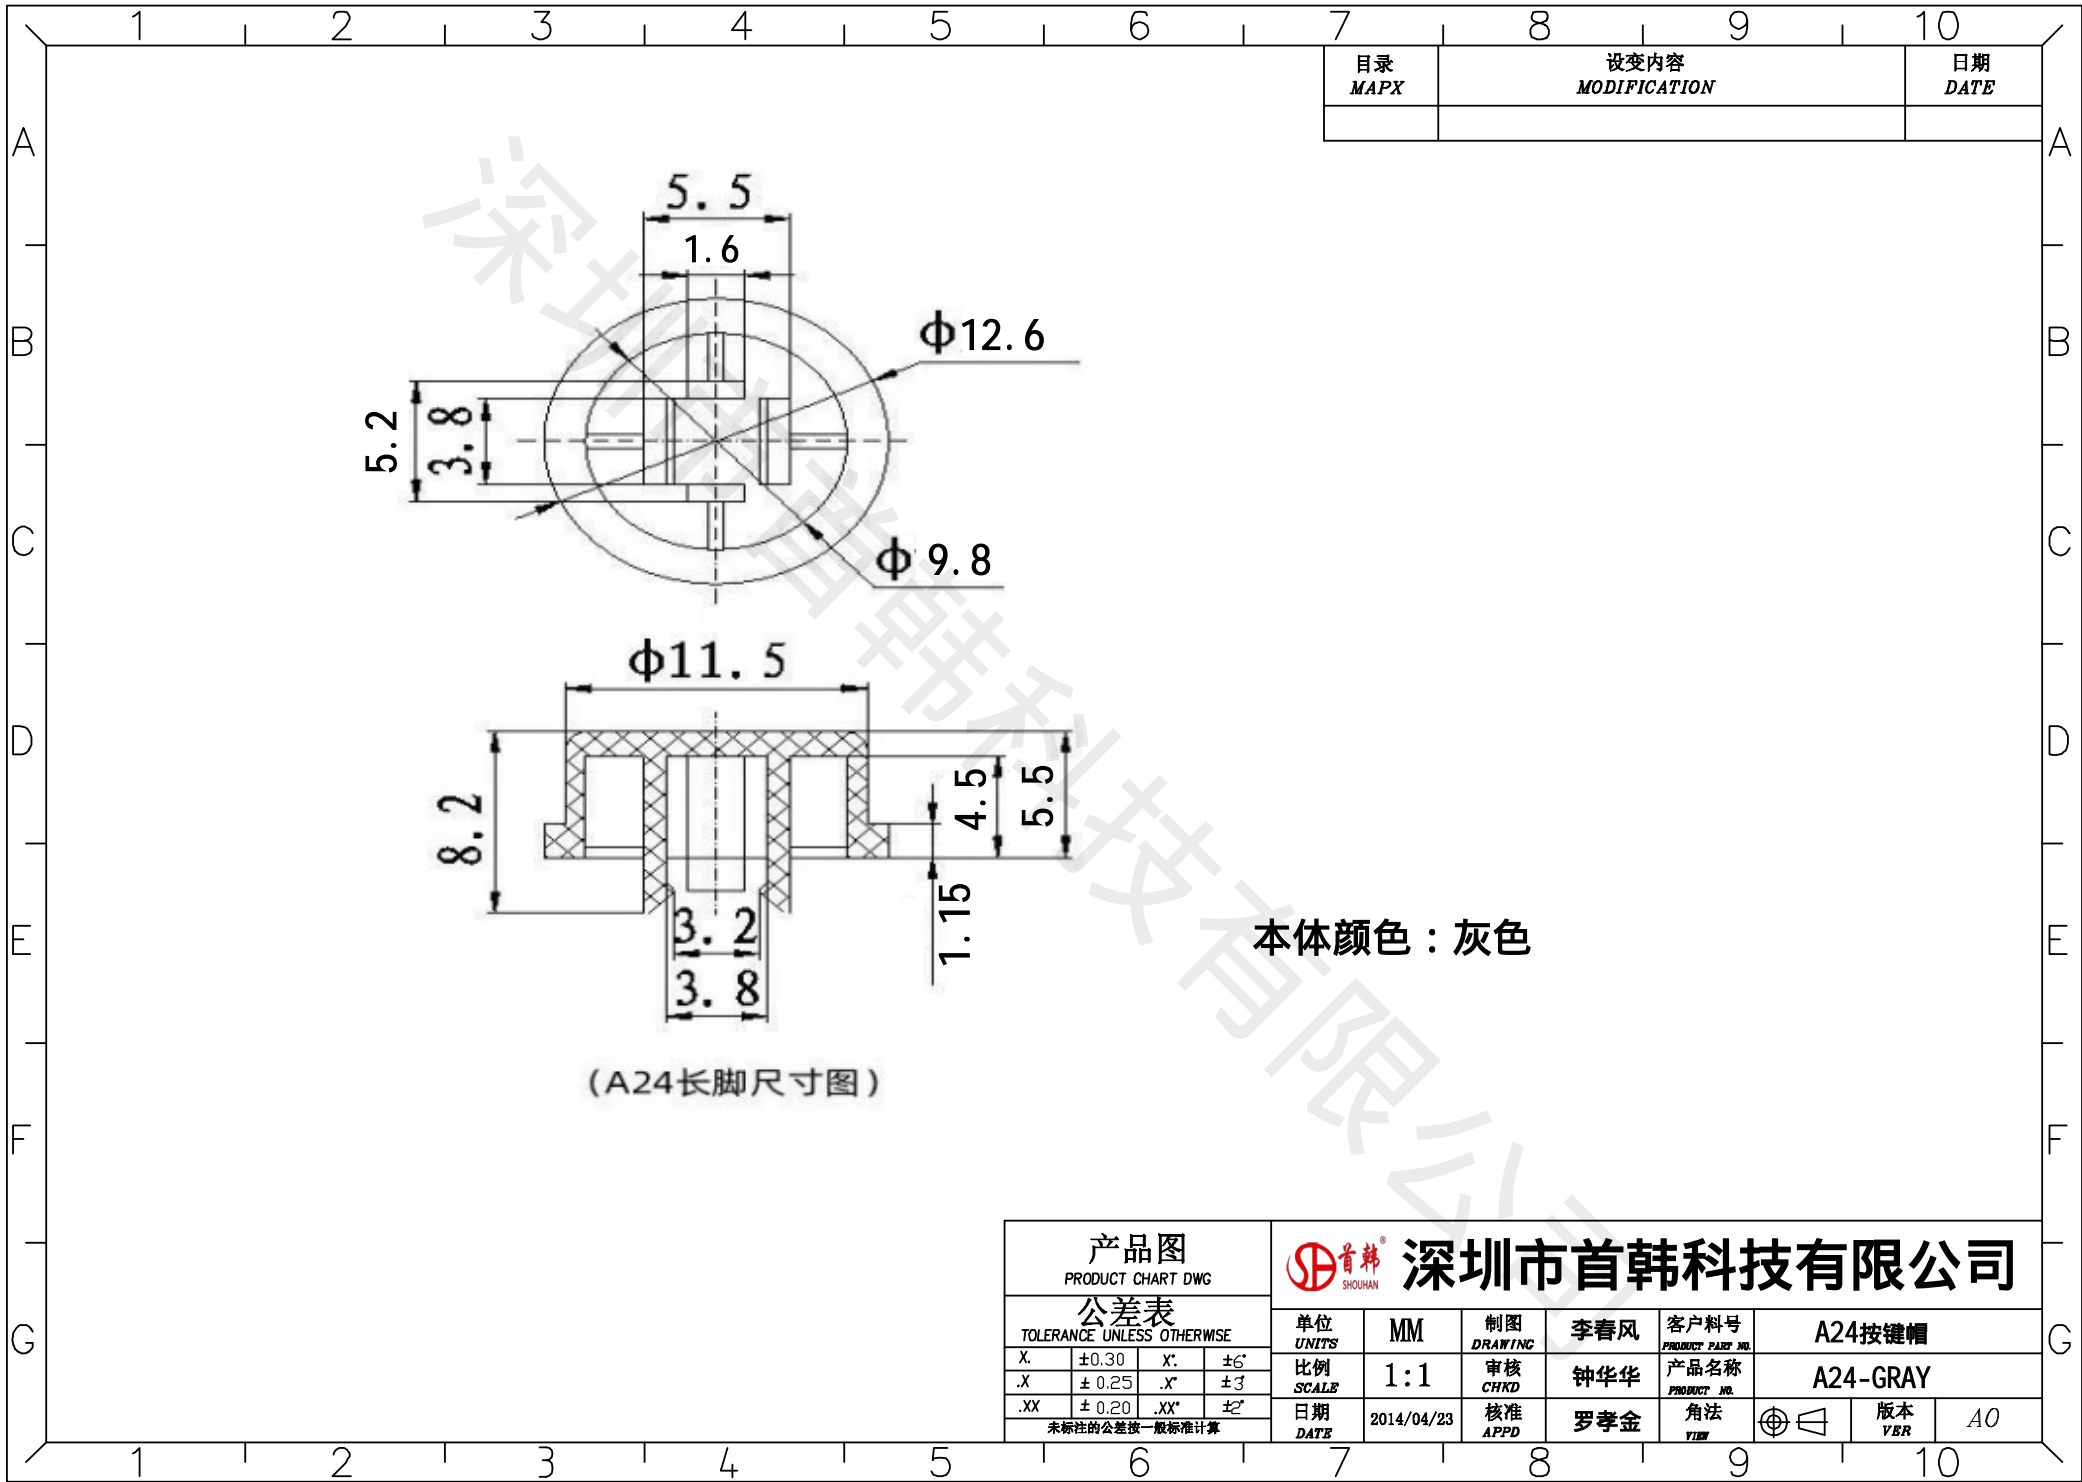 1 2 3 4 5 6 7 8 9 10
目录 设变内容 日期
MAPX MODIFICATION DATE
A A
B B
C C
D D
E E
F F
G G
5.5
1.6
ф12.6
5.2
3.8
ф9.8
ф11.5
8.2
4.5
5.5
1.15
3.2
3.8
(A24长脚尺寸图)
本体颜色：灰色
深圳市首韩科技有限公司
产品图
PRODUCT CHART DWG
公差表
TOLERANCE UNLESS OTHERWISE
X. ±0.30 X°. ±6°
.X ±0.25 .X° ±3°
.XX ±0.20 .XX° ±2°
未标注的公差按一般标准计算
首韩®
SHOUHAN
深圳市首韩科技有限公司
单位 MM 制图 李春风 客户料号 A24按键帽
UNITS DRAWING PRODUCT PART NO.
比例 1:1 审核 钟华华 产品名称 A24-GRAY
SCALE CHKD PRODUCT NO.
日期 2014/04/23 核准 罗孝金 角法 版本 A0
DATE APPD VIEW VER
1 2 3 4 5 6 7 8 9 10